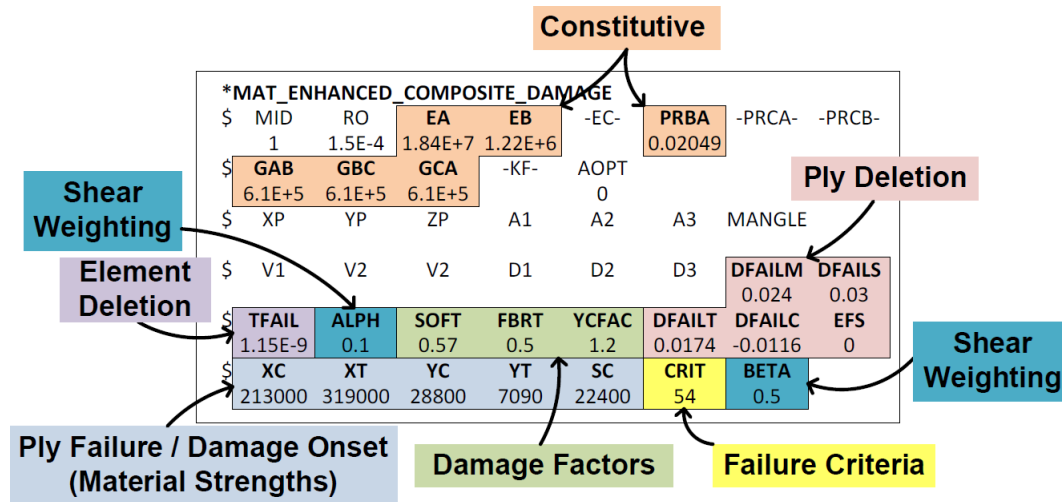 Constitutive
*MAT_ENHANCED_COMPOSITE_DAMAGE
$ MID RO EA EB -EC- PRBA -PRCA- -PRCB-
1 1.5E-4 1.84E+7 1.22E+6 0.02049
$ GAB GBC GCA -KF- AOPT
6.1E+5 6.1E+5 6.1E+5 0
Ply Deletion
Shear
Weighting
$ XP YP ZP A1 A2 A3 MANGLE
Element
Deletion
$ V1 V2 V2 D1 D2 D3 DFAILM DFAILS
0.024 0.03
$ TFAIL ALPH SOFT FBRT YCFAC DFAILT DFAILC EFS
1.15E-9 0.1 0.57 0.5 1.2 0.0174 -0.0116 0
$ XC XT YC YT SC CRIT BETA
213000 319000 28800 7090 22400 54 0.5
Shear
Weighting
Ply Failure / Damage Onset
(Material Strengths)
Damage Factors
Failure Criteria